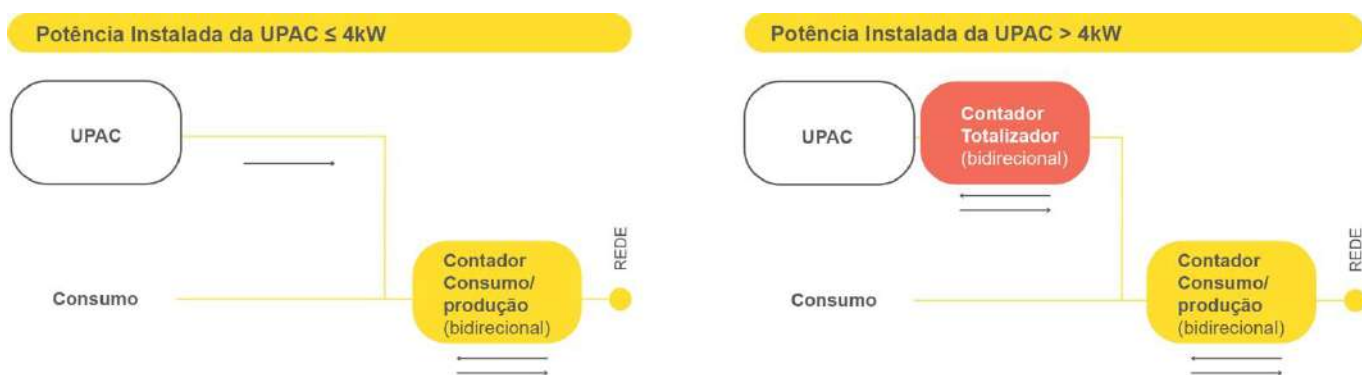 Potência Instalada da UPAC ≤ 4kW
UPAC
Consumo
Contador
Consumo/
produção
(bidirecional)
REDE
Potência Instalada da UPAC > 4kW
UPAC
Contador
Totalizador
(bidirecional)
Consumo
Contador
Consumo/
produção
(bidirecional)
REDE